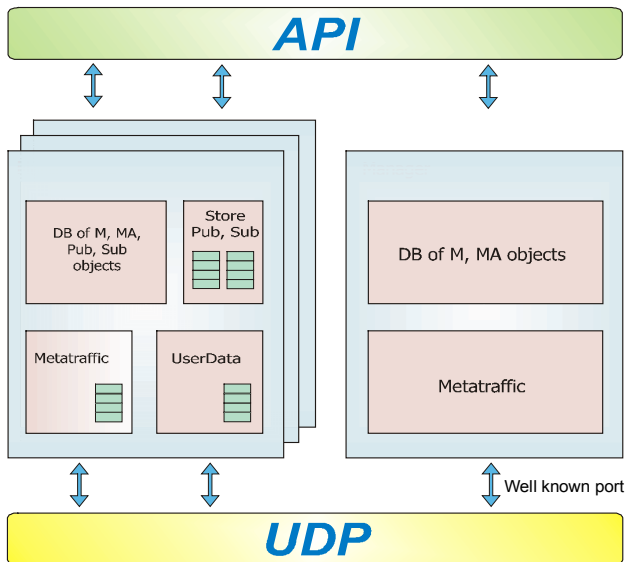 API
DB of M, MA,
Pub, Sub
objects
Store
Pub, Sub
Metatraffic
UserData
DB of M, MA objects
Metatraffic
Well known port
UDP